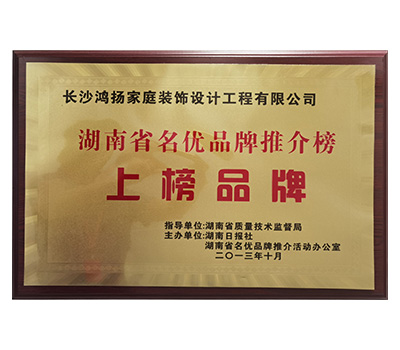 长沙鸿扬家庭装饰设计工程有限公司
湖南省名优品牌推介榜
上榜品牌
指导单位:湖南省质量技术监督局
主办单位:湖南日报社
湖南省名优品牌推介活动办公室
二〇一三年十月